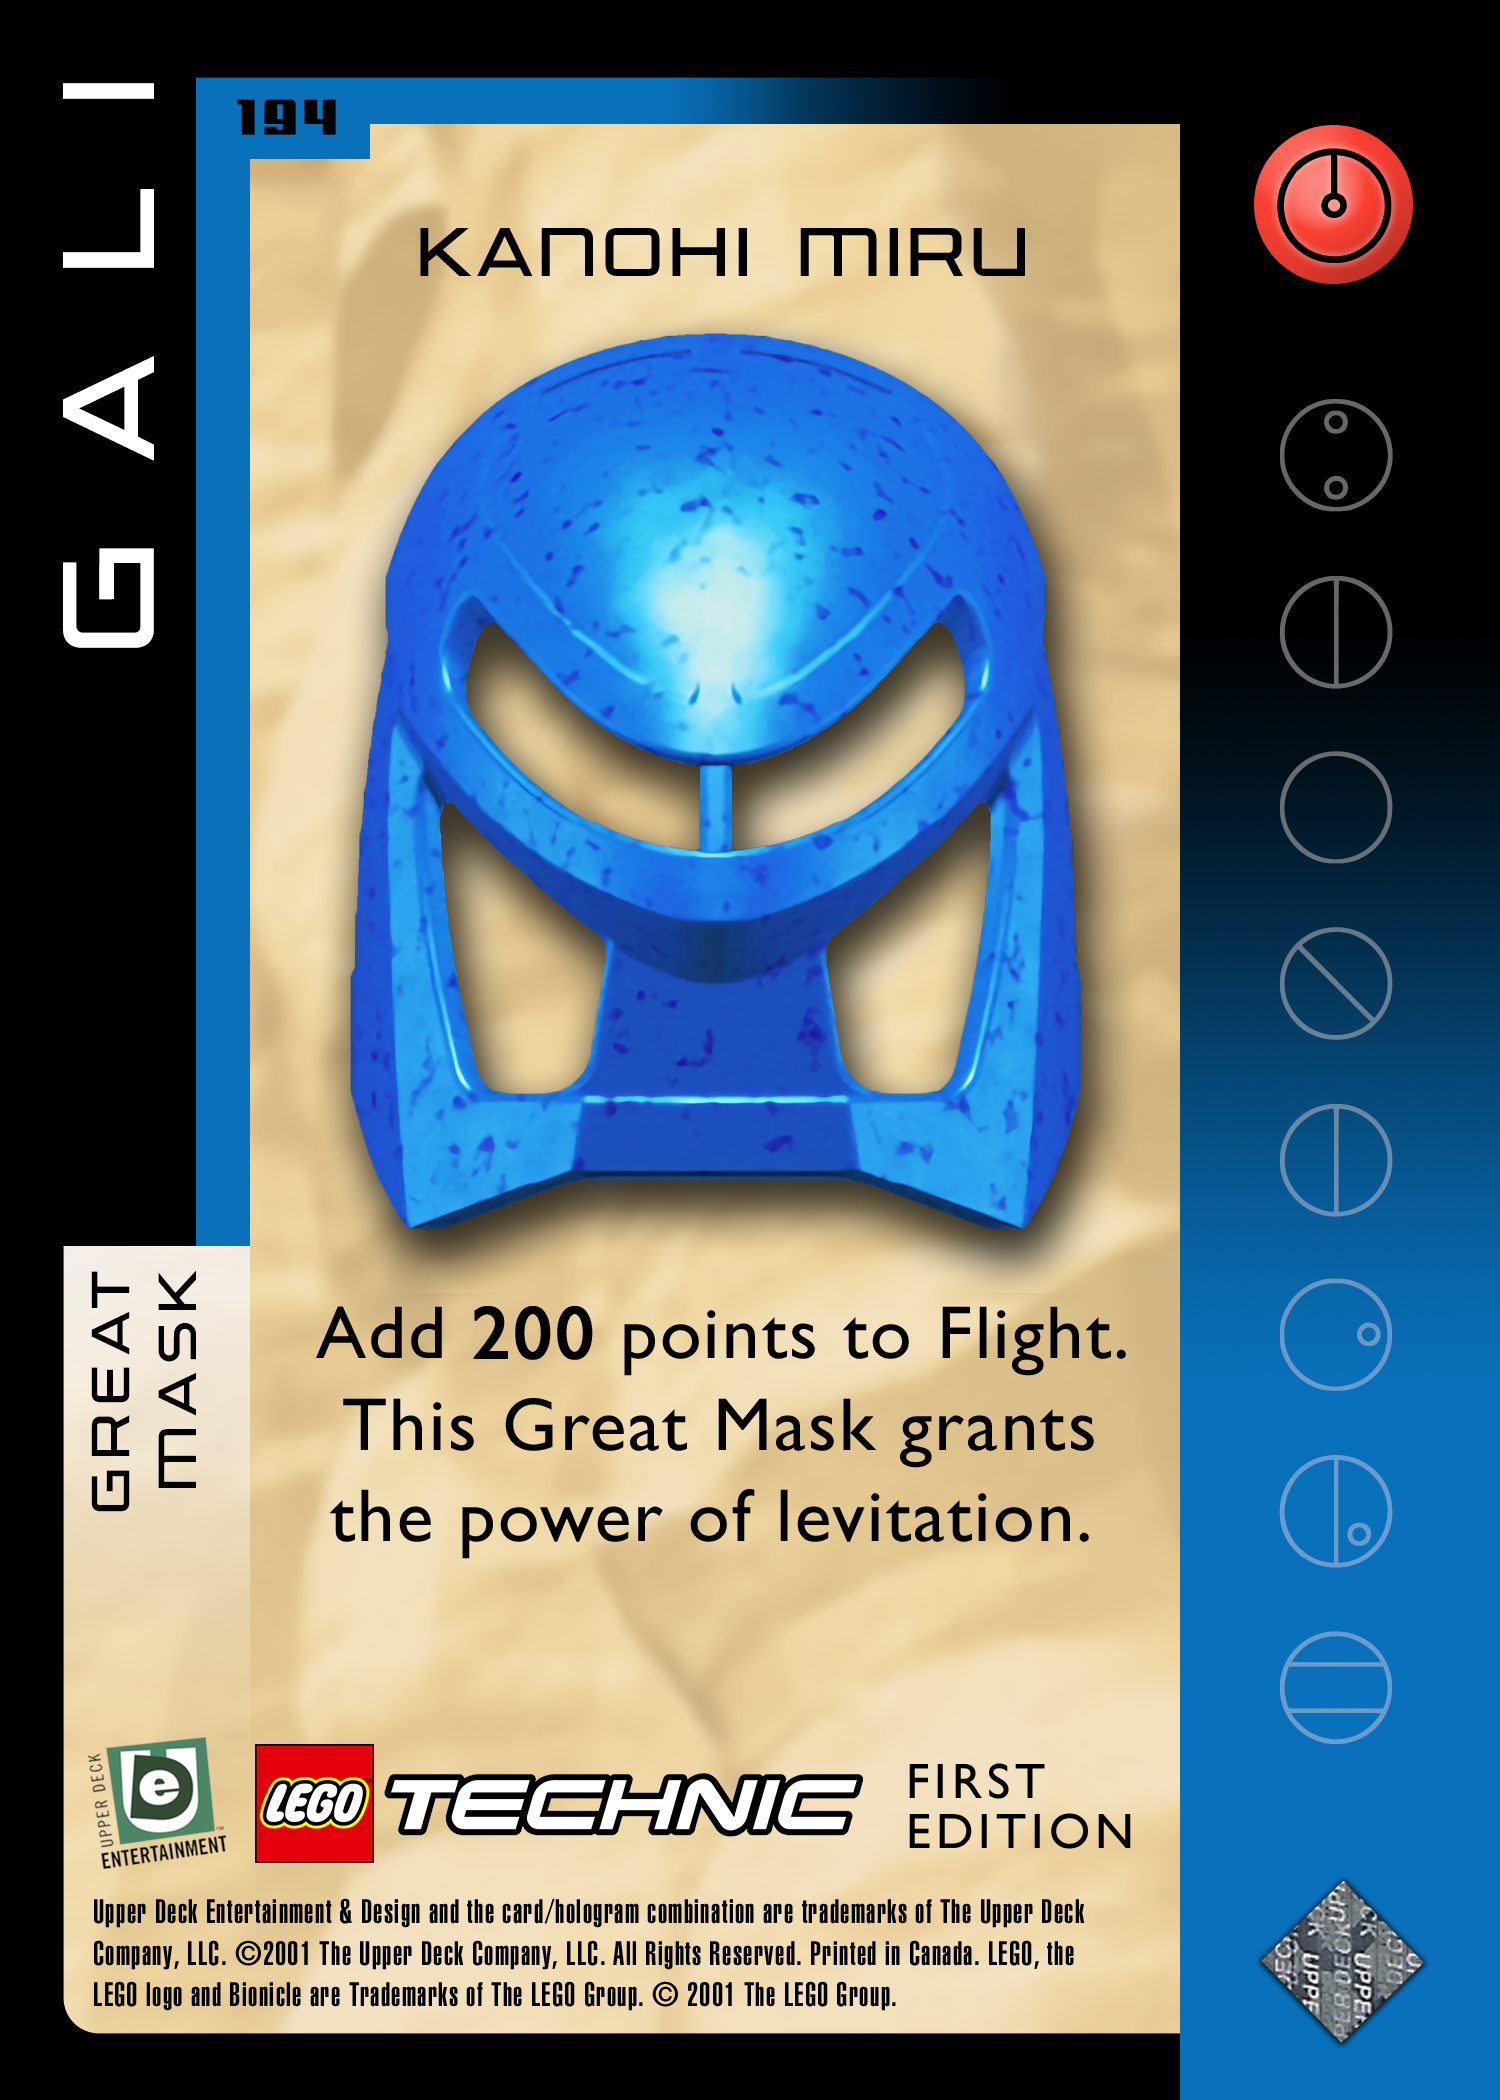 GALI
194
KANOHI MIRU
GREAT
MASK
Add 200 points to Flight.
This Great Mask grants
the power of levitation.
UPPER DECK
ENTERTAINMENT
LEGO TECHNIC
FIRST
EDITION
Upper Deck Entertainment & Design and the card/hologram combination are trademarks of The Upper Deck
Company, LLC. ©2001 The Upper Deck Company, LLC. All Rights Reserved. Printed in Canada. LEGO, the
LEGO logo and Bionicle are Trademarks of The LEGO Group. © 2001 The LEGO Group.